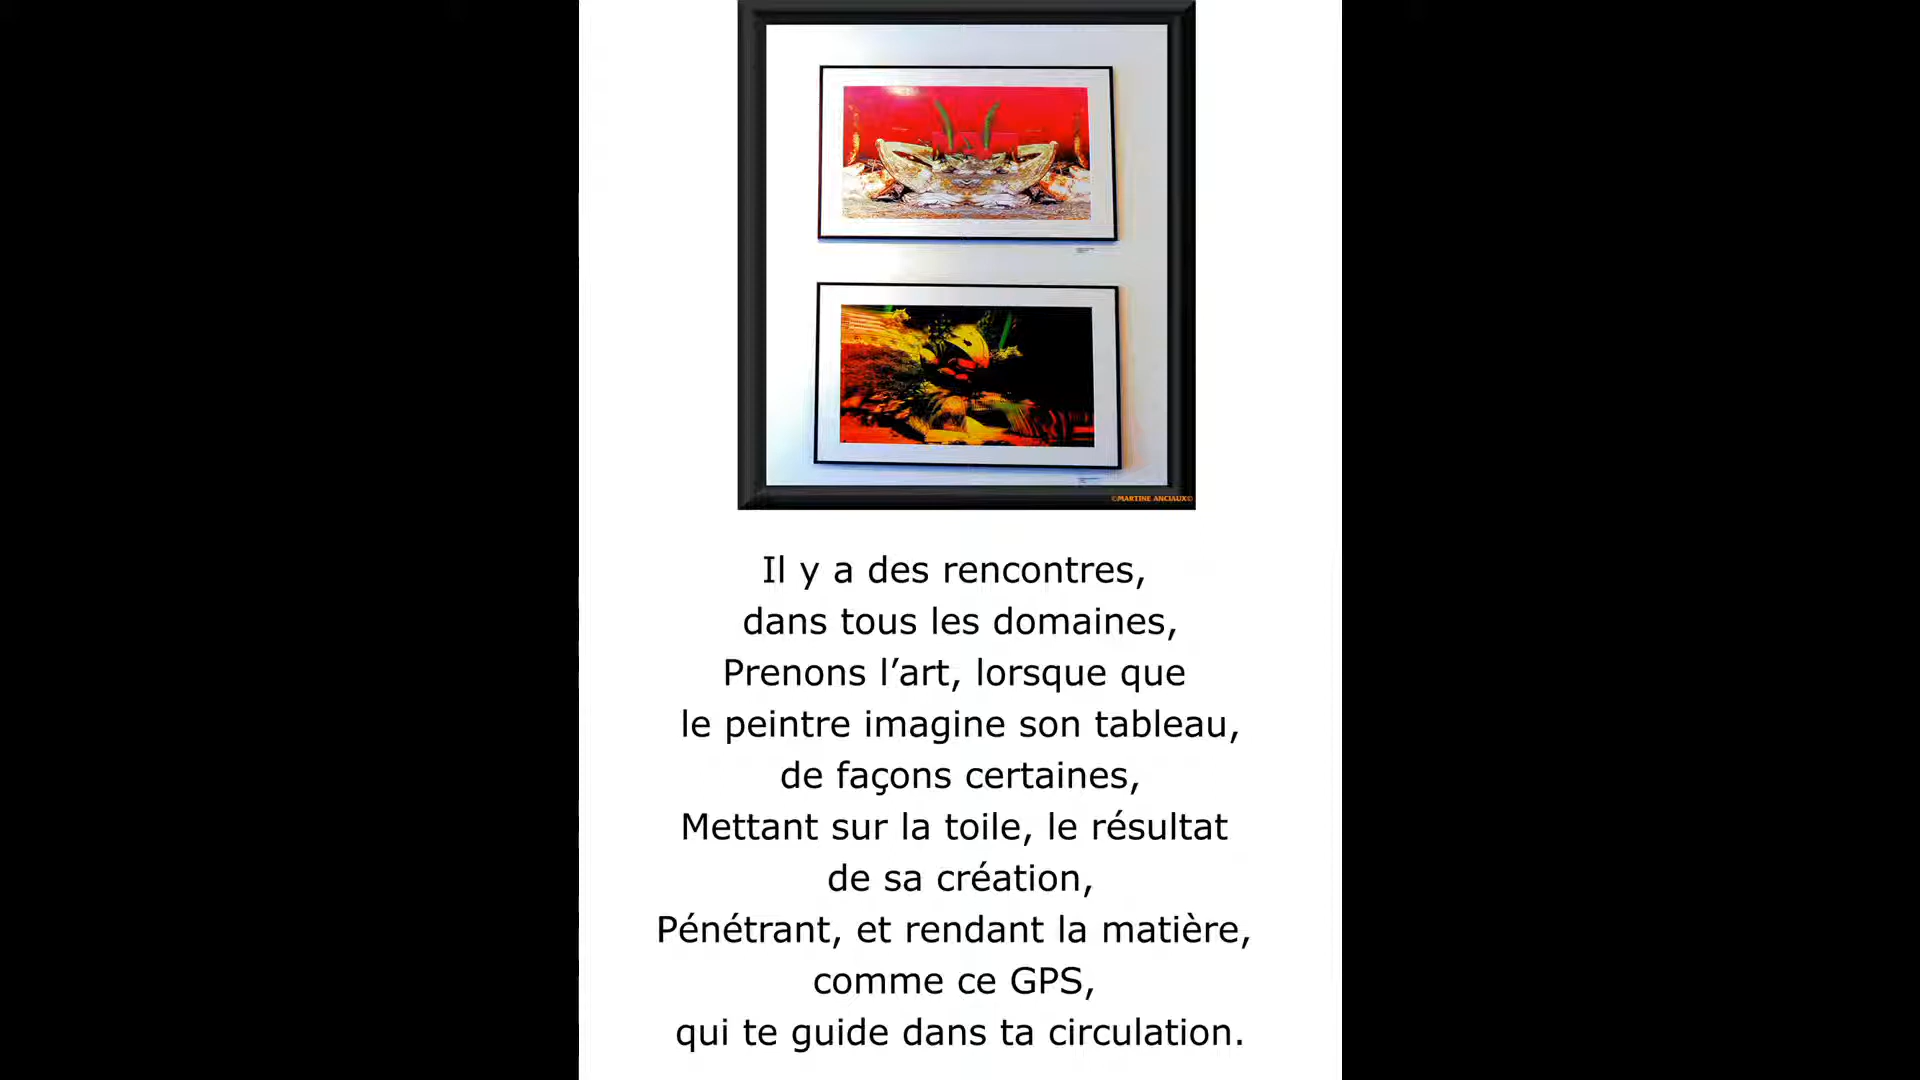 ©MARTINE ANCIAUX©
Il y a des rencontres,
dans tous les domaines,
Prenons l’art, lorsque que
le peintre imagine son tableau,
de façons certaines,
Mettant sur la toile, le résultat
de sa création,
Pénétrant, et rendant la matière,
comme ce GPS,
qui te guide dans ta circulation.